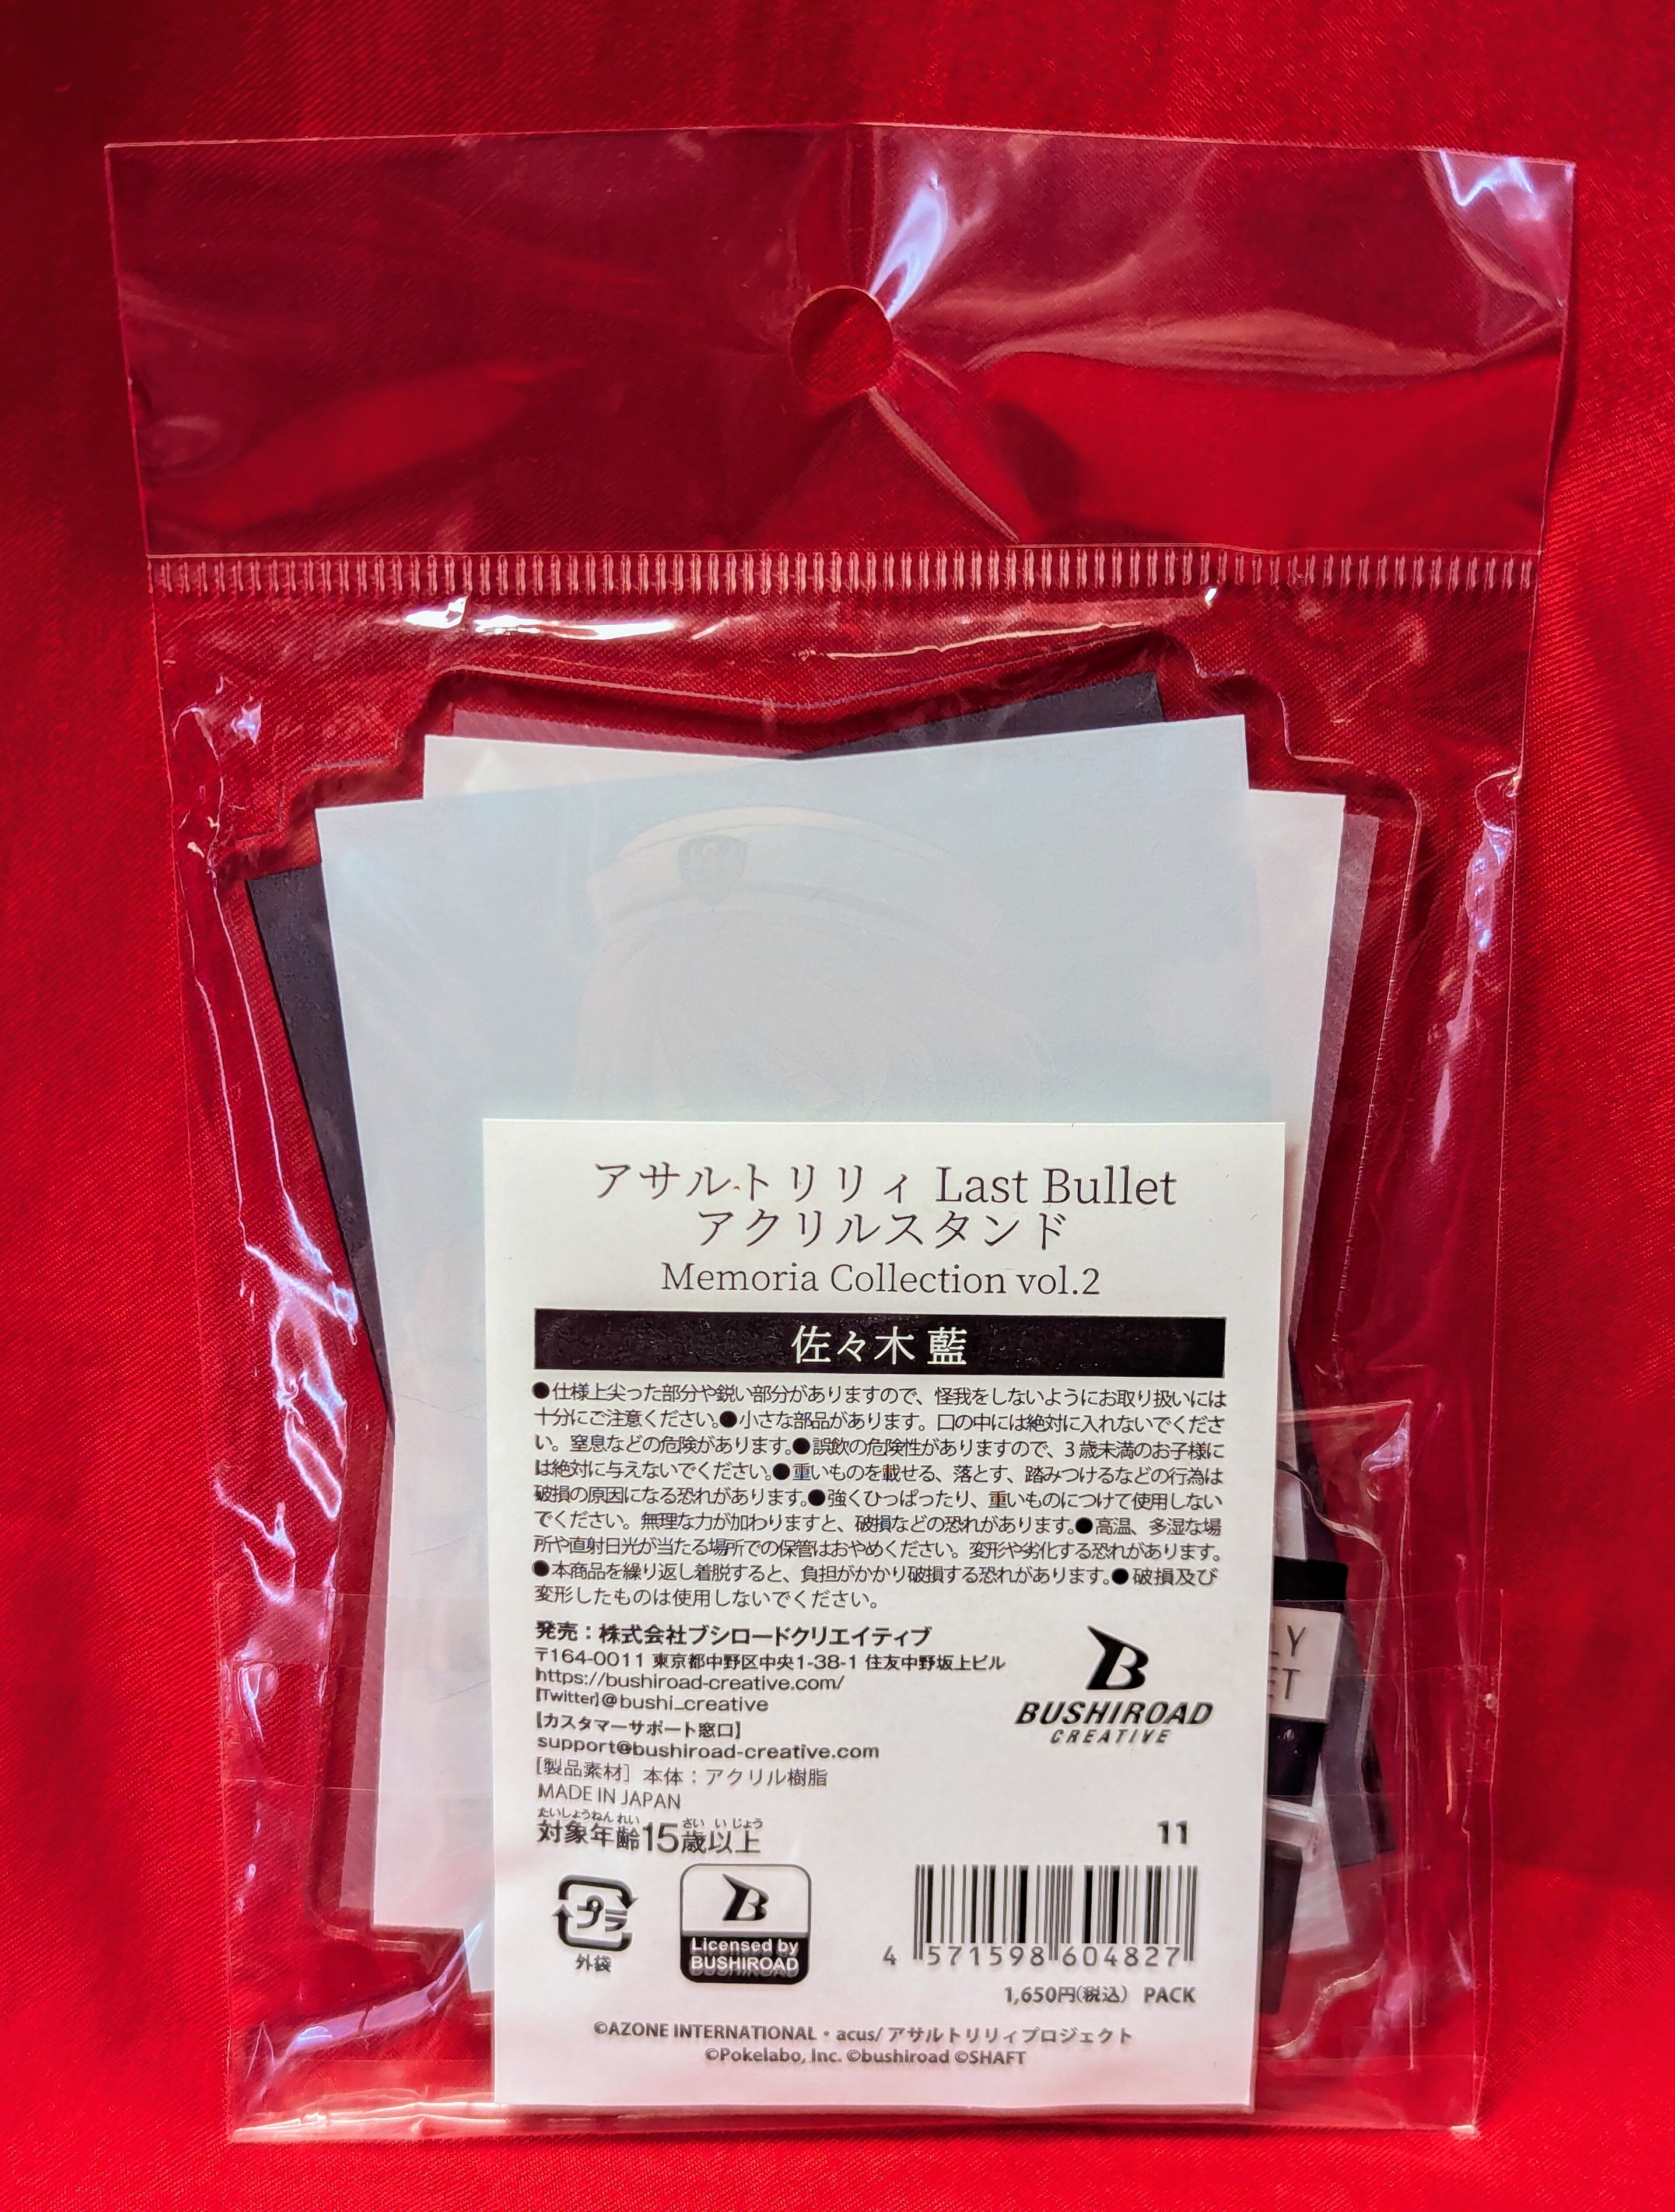 アサルトリリィ Last Bullet
アクリルスタンド
Memoria Collection vol.2
佐々木 藍
●仕様上尖った部分や鋭い部分がありますので、怪我をしないようにお取り扱いには
十分にご注意ください。●小さな部品があります。口の中には絶対に入れないでくださ
い。窒息などの危険があります。●誤飲の危険性がありますので、3歳未満のお子様に
は絶対に与えないでください。●重いものを載せる、落とす、踏みつけるなどの行為は
破損の原因になる恐れがあります。●強くひっぱったり、重いものにつけて使用しない
でください。無理な力が加わりますと、破損などの恐れがあります。●高温、多湿な場
所や直射日光が当たる場所での保管はおやめください。変形や劣化する恐れがあります。
●本商品を繰り返し着脱すると、負担がかかり破損する恐れがあります。●破損及び
変形したものは使用しないでください。
発売：株式会社ブシロードクリエイティブ
〒164-0011 東京都中野区中央1-38-1 住友中野坂上ビル
https://bushiroad-creative.com/
[Twitter]@bushi_creative
【カスタマーサポート窓口】
support@bushiroad-creative.com
[製品素材] 本体：アクリル樹脂
MADE IN JAPAN
たいしょうねんれい さい い じょう
対象年齢15歳以上
B
BUSHIROAD
CREATIVE
LY
ET
11
プラ
外袋
B
Licensed by
BUSHIROAD
4 571598 604827
1,650円(税込) PACK
©AZONE INTERNATIONAL・acus/アサルトリリィプロジェクト
©Pokelabo, Inc. ©bushiroad ©SHAFT